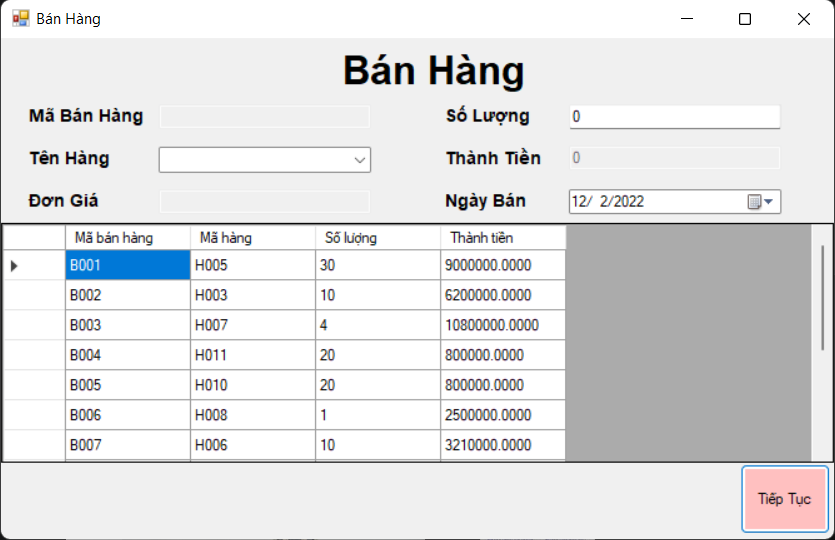 Bán Hàng
Bán Hàng
Mã Bán Hàng Số Lượng 0
Tên Hàng Thành Tiền 0
Đơn Giá Ngày Bán 12/ 2/2022
Mã bán hàng Mã hàng Số lượng Thành tiền
B001 H005 30 9000000.0000
B002 H003 10 6200000.0000
B003 H007 4 10800000.0000
B004 H011 20 800000.0000
B005 H010 20 800000.0000
B006 H008 1 2500000.0000
B007 H006 10 3210000.0000
Tiếp Tục